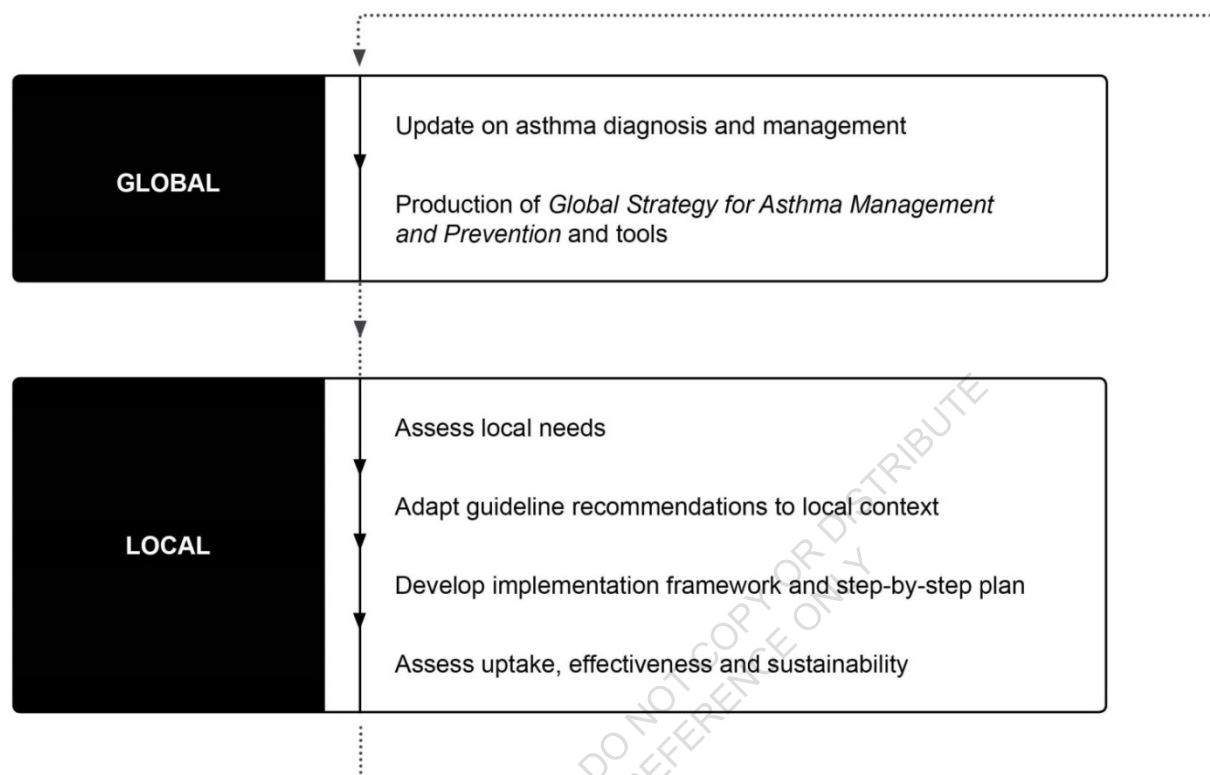 GLOBAL
Update on asthma diagnosis and management
Production of Global Strategy for Asthma Management
and Prevention and tools
LOCAL
Assess local needs
Adapt guideline recommendations to local context
Develop implementation framework and step-by-step plan
Assess uptake, effectiveness and sustainability
DO NOT COPY OR DISTRIBUTE
REFERENCE ONLY